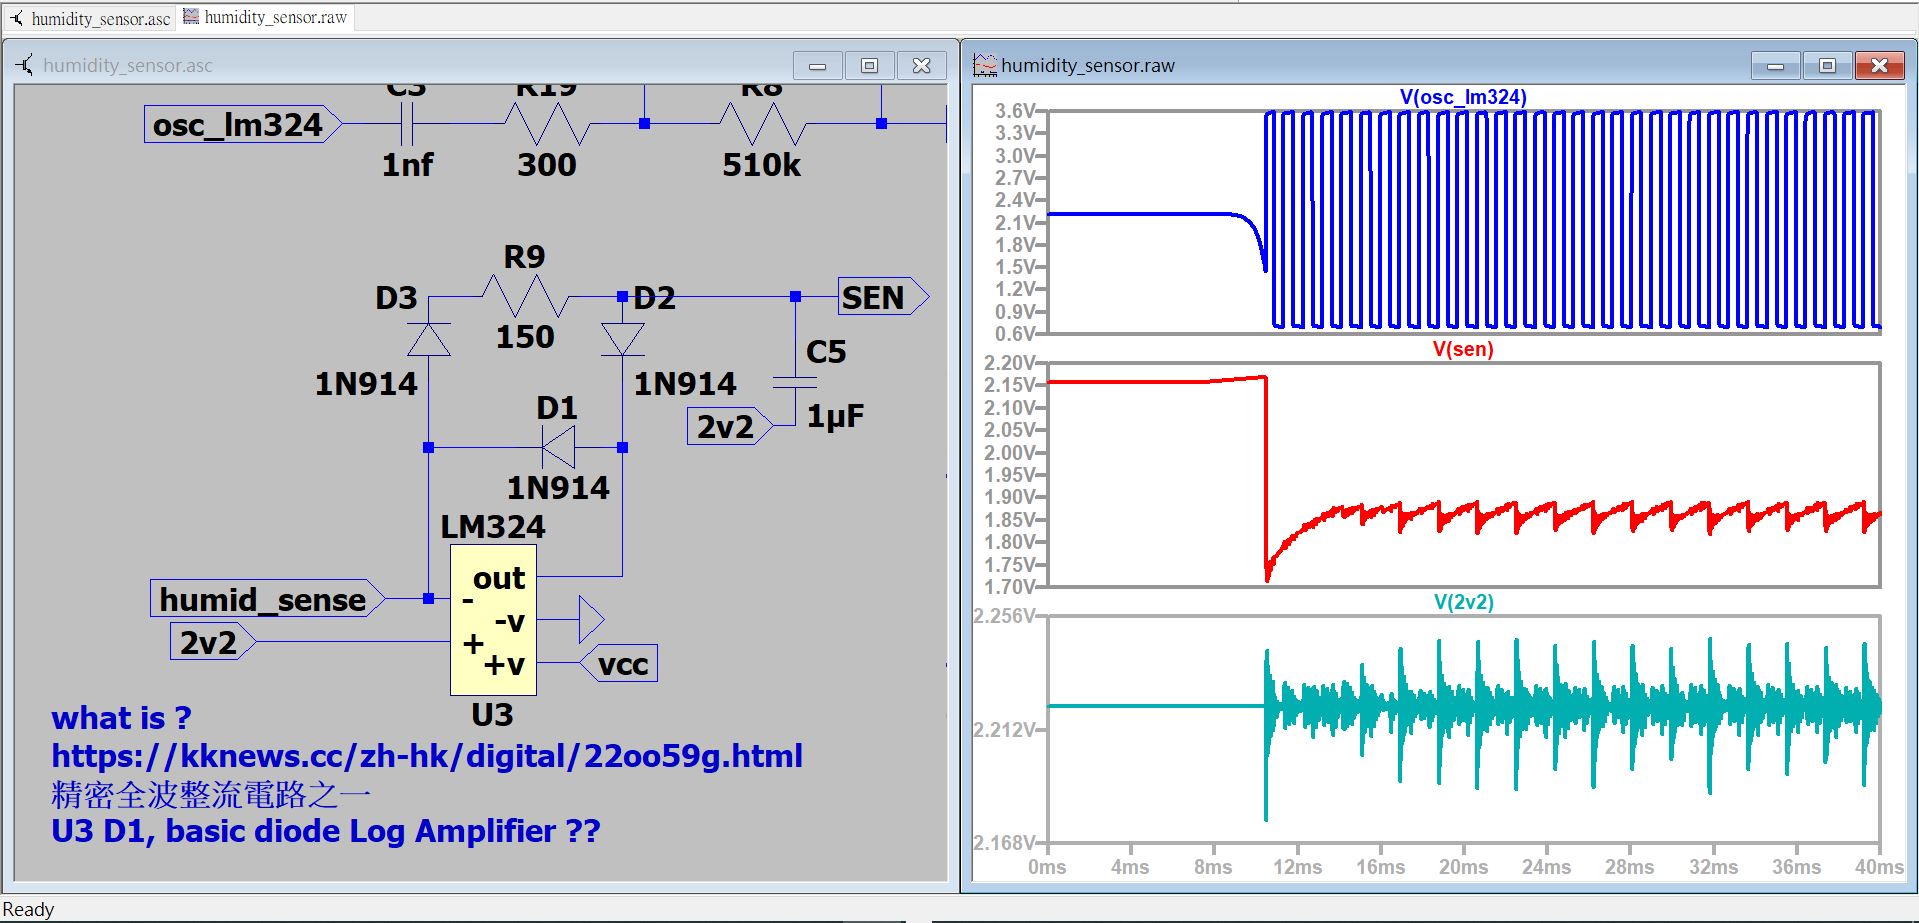 humidity_sensor.asc
humidity_sensor.raw
humidity_sensor.asc
osc_lm324
C3
1nf
R19
300
R8
510k
R9
150
D3
1N914
D2
1N914
SEN
C5
1µF
2v2
D1
1N914
LM324
out
-
-v
+
+v
U3
humid_sense
2v2
vcc
what is ?
https://kknews.cc/zh-hk/digital/22oo59g.html
精密全波整流電路之一
U3 D1, basic diode Log Amplifier ??
humidity_sensor.raw
V(osc_lm324)
3.6V
3.3V
3.0V
2.7V
2.4V
2.1V
1.8V
1.5V
1.2V
0.9V
0.6V
V(sen)
2.20V
2.15V
2.10V
2.05V
2.00V
1.95V
1.90V
1.85V
1.80V
1.75V
1.70V
V(2v2)
2.256V
2.212V
2.168V
0ms 4ms 8ms 12ms 16ms 20ms 24ms 28ms 32ms 36ms 40ms
Ready